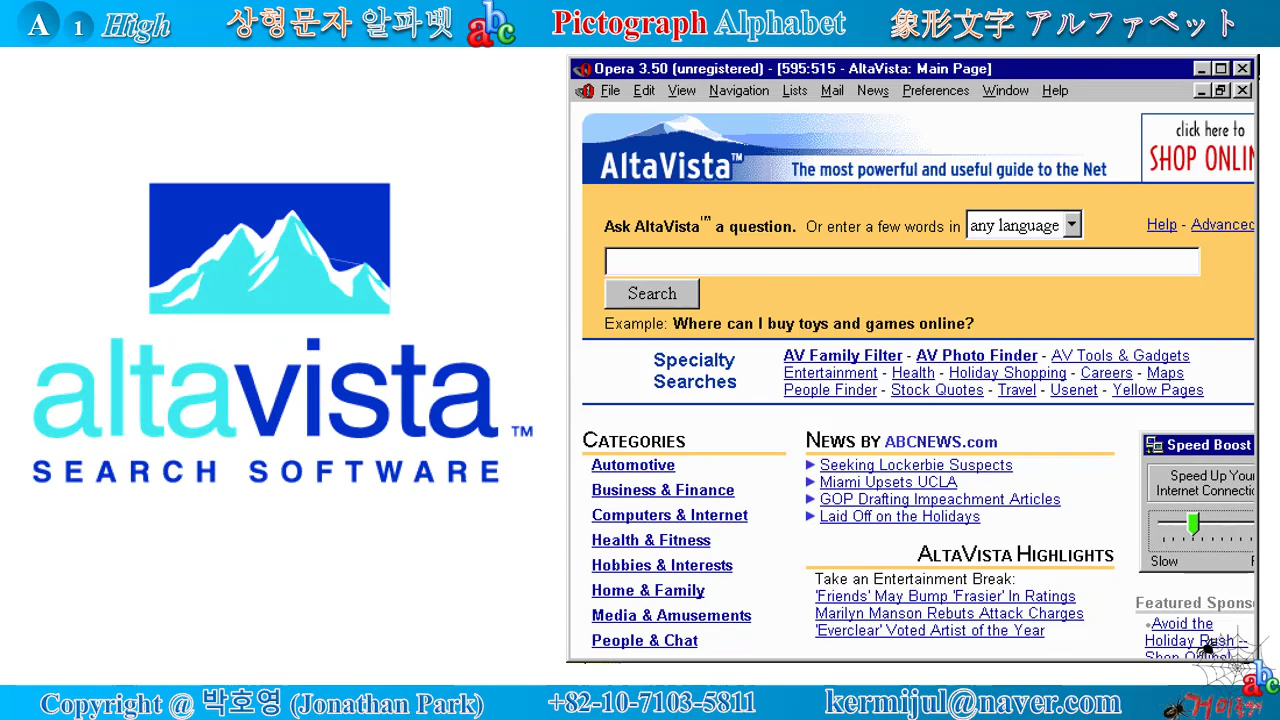 A 1 High 상형문자 알파벳 abc Pictograph Alphabet 象形文字 アルファベット
altavista ™
SEARCH SOFTWARE
Opera 3.50 (unregistered) - [595:515 - AltaVista: Main Page]
File Edit View Navigation Lists Mail News Preferences Window Help
AltaVista™ The most powerful and useful guide to the Net
click here to
SHOP ONLIN
Ask AltaVista™ a question. Or enter a few words in any language Help - Advanced
Search
Example: Where can I buy toys and games online?
Specialty Searches
AV Family Filter - AV Photo Finder - AV Tools & Gadgets
Entertainment - Health - Holiday Shopping - Careers - Maps
People Finder - Stock Quotes - Travel - Usenet - Yellow Pages
CATEGORIES
Automotive
Business & Finance
Computers & Internet
Health & Fitness
Hobbies & Interests
Home & Family
Media & Amusements
People & Chat
NEWS BY ABCNEWS.com
Seeking Lockerbie Suspects
Miami Upsets UCLA
GOP Drafting Impeachment Articles
Laid Off on the Holidays
ALTAVISTA HIGHLIGHTS
Take an Entertainment Break:
'Friends' May Bump 'Frasier' In Ratings
Marilyn Manson Rebuts Attack Charges
'Everclear' Voted Artist of the Year
Speed Boost
Speed Up Your
Internet Connectio
Slow
Featured Spons
Avoid the
Holiday Rush --
Shop Online!
Copyright @ 박호영 (Jonathan Park) +82-10-7103-5811 kermijul@naver.com
abc